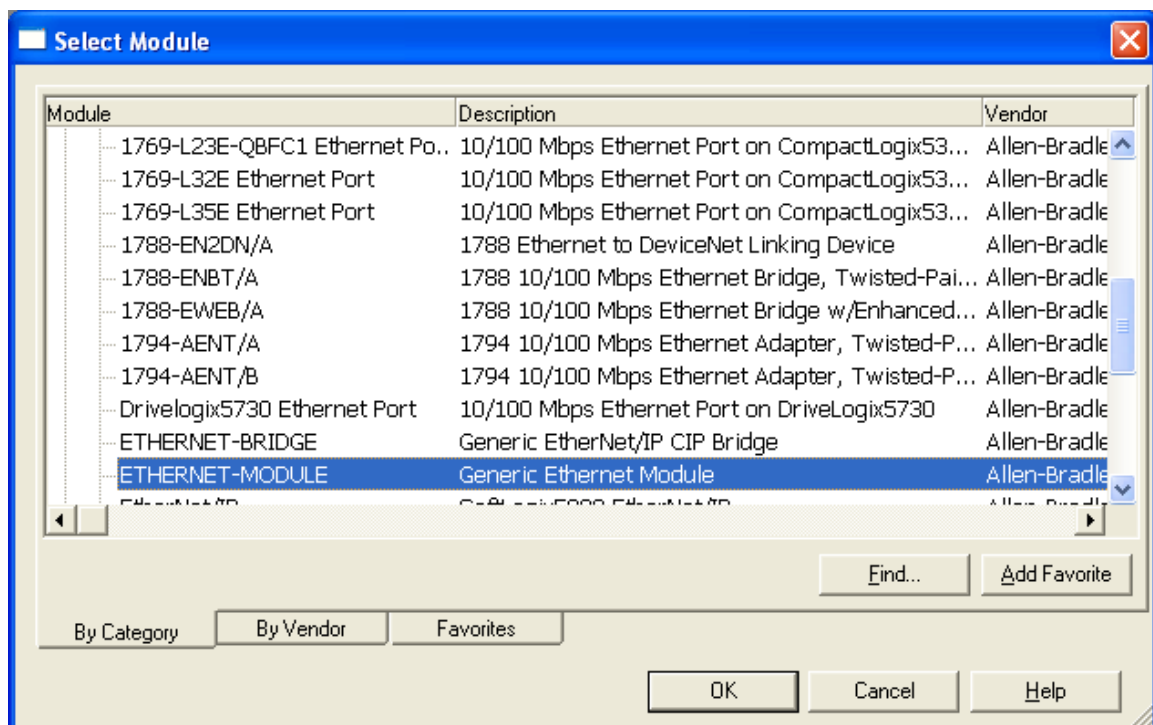 Select Module
Module Description Vendor
1769-L23E-QBFC1 Ethernet Po.. 10/100 Mbps Ethernet Port on CompactLogix53... Allen-Bradle
1769-L32E Ethernet Port 10/100 Mbps Ethernet Port on CompactLogix53... Allen-Bradle
1769-L35E Ethernet Port 10/100 Mbps Ethernet Port on CompactLogix53... Allen-Bradle
1788-EN2DN/A 1788 Ethernet to DeviceNet Linking Device Allen-Bradle
1788-ENBT/A 1788 10/100 Mbps Ethernet Bridge, Twisted-Pai... Allen-Bradle
1788-EWEB/A 1788 10/100 Mbps Ethernet Bridge w/Enhanced... Allen-Bradle
1794-AENT/A 1794 10/100 Mbps Ethernet Adapter, Twisted-P... Allen-Bradle
1794-AENT/B 1794 10/100 Mbps Ethernet Adapter, Twisted-P... Allen-Bradle
Drivelogix5730 Ethernet Port 10/100 Mbps Ethernet Port on DriveLogix5730 Allen-Bradle
ETHERNET-BRIDGE Generic EtherNet/IP CIP Bridge Allen-Bradle
ETHERNET-MODULE Generic Ethernet Module Allen-Bradle
Find... Add Favorite
By Category By Vendor Favorites
OK Cancel Help